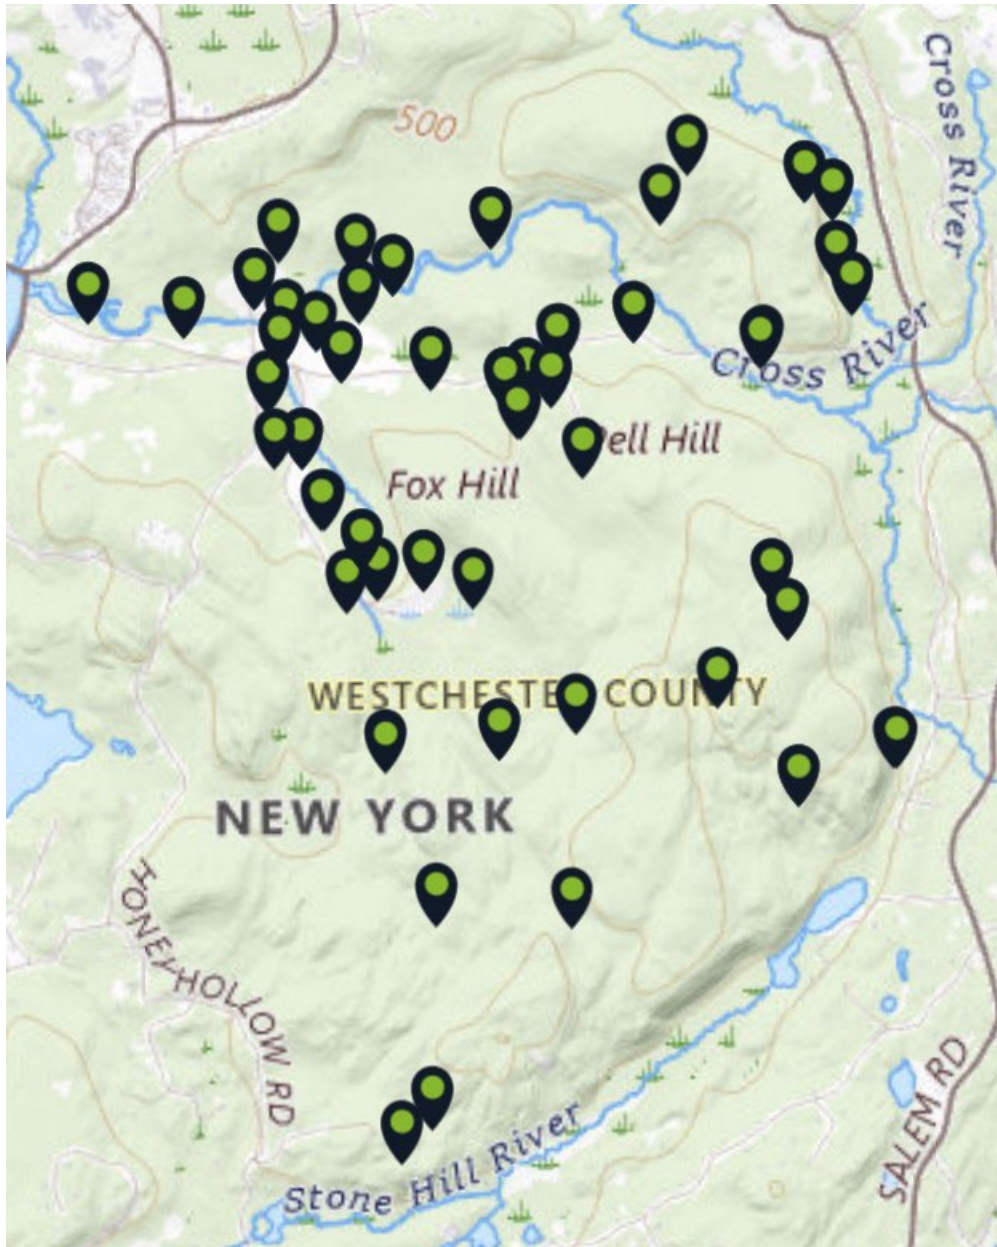 Cross River
500
Cross River
ell Hill
Fox Hill
WESTCHESTE COUNTY
NEW YORK
HONEY HOLLOW RD
SALEM RD
Stone Hill River